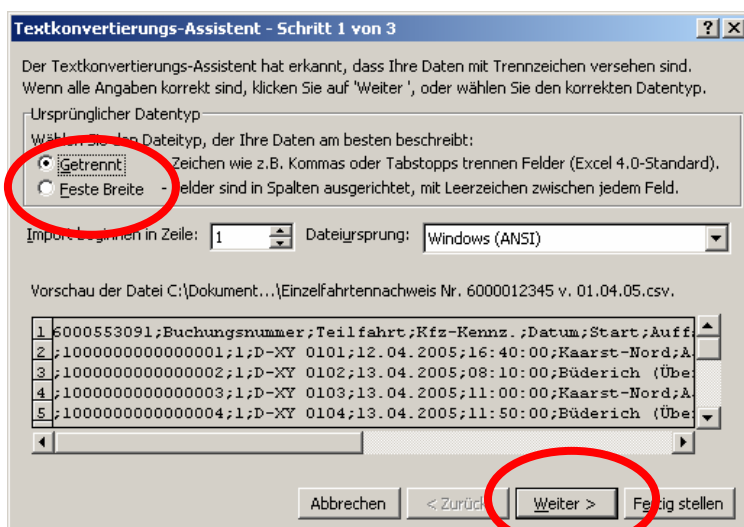 Textkonvertierungs-Assistent - Schritt 1 von 3
Der Textkonvertierungs-Assistent hat erkannt, dass Ihre Daten mit Trennzeichen versehen sind.
Wenn alle Angaben korrekt sind, klicken Sie auf 'Weiter ', oder wählen Sie den korrekten Datentyp.
Ursprünglicher Datentyp
Wählen Sie den Dateityp, der Ihre Daten am besten beschreibt:
Getrennt - Zeichen wie z.B. Kommas oder Tabstopps trennen Felder (Excel 4.0-Standard).
Feste Breite - Felder sind in Spalten ausgerichtet, mit Leerzeichen zwischen jedem Feld.
Import beginnen in Zeile: 1 Dateiursprung: Windows (ANSI)
Vorschau der Datei C:\Dokument...\Einzelfahrtennachweis Nr. 6000012345 v. 01.04.05.csv.
1 6000553091;Buchungsnummer;Teilfahrt;Kfz-Kennz.;Datum;Start;Auff
2 ;1000000000000001;1;D-XY 0101;12.04.2005;16:40:00;Kaarst-Nord;A
3 ;1000000000000002;1;D-XY 0102;13.04.2005;08:10:00;Büderich (Übe
4 ;1000000000000003;1;D-XY 0103;13.04.2005;11:00:00;Kaarst-Nord;A
5 ;1000000000000004;1;D-XY 0104;13.04.2005;11:50:00;Büderich (Übe
Abbrechen < Zurück Weiter > Fertig stellen